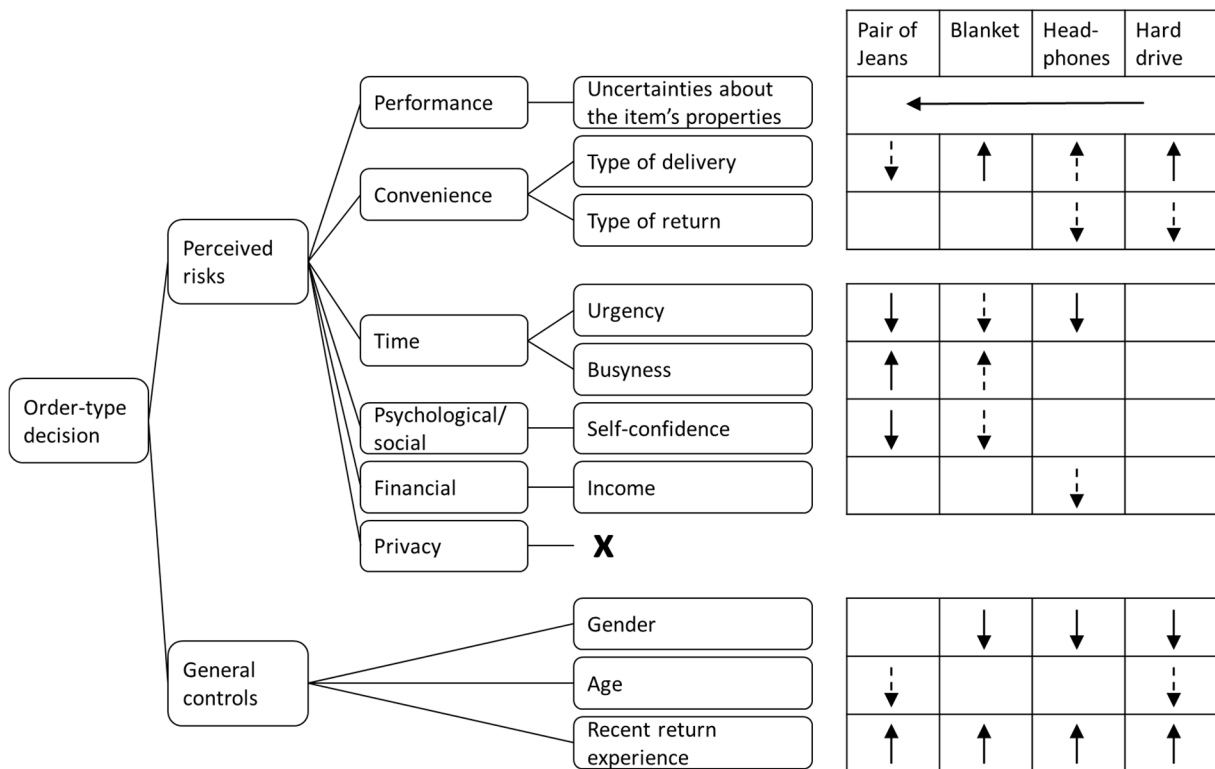 Pair of
Jeans
Blanket
Head-
phones
Hard
drive
Performance
Uncertainties about
the item's properties
Convenience
Type of delivery
Type of return
Perceived
risks
Time
Urgency
Busyness
Order-type
decision
Psychological/
social
Self-confidence
Financial
Income
Privacy
X
General
controls
Gender
Age
Recent return
experience